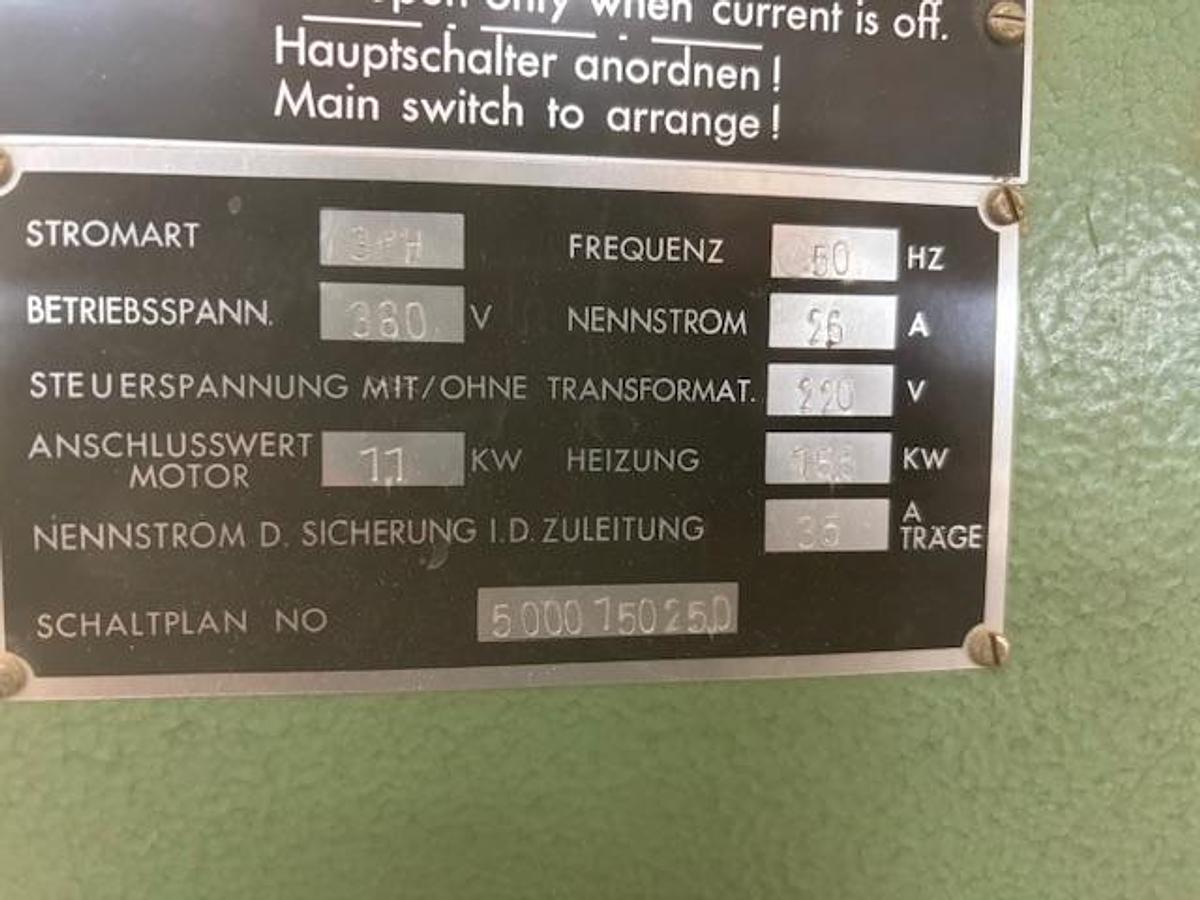 open only when current is off.
Hauptschalter anordnen!
Main switch to arrange!
STROMART 3PH FREQUENZ 50 HZ
BETRIEBSSPANN. 380 V NENNSTROM 26 A
STEUERSPANNUNG MIT/OHNE TRANSFORMAT. 220 V
ANSCHLUSSWERT MOTOR 11 KW HEIZUNG KW
NENNSTROM D. SICHERUNG I.D. ZULEITUNG 35 A TRÄGE
SCHALTPLAN NO 5000150250